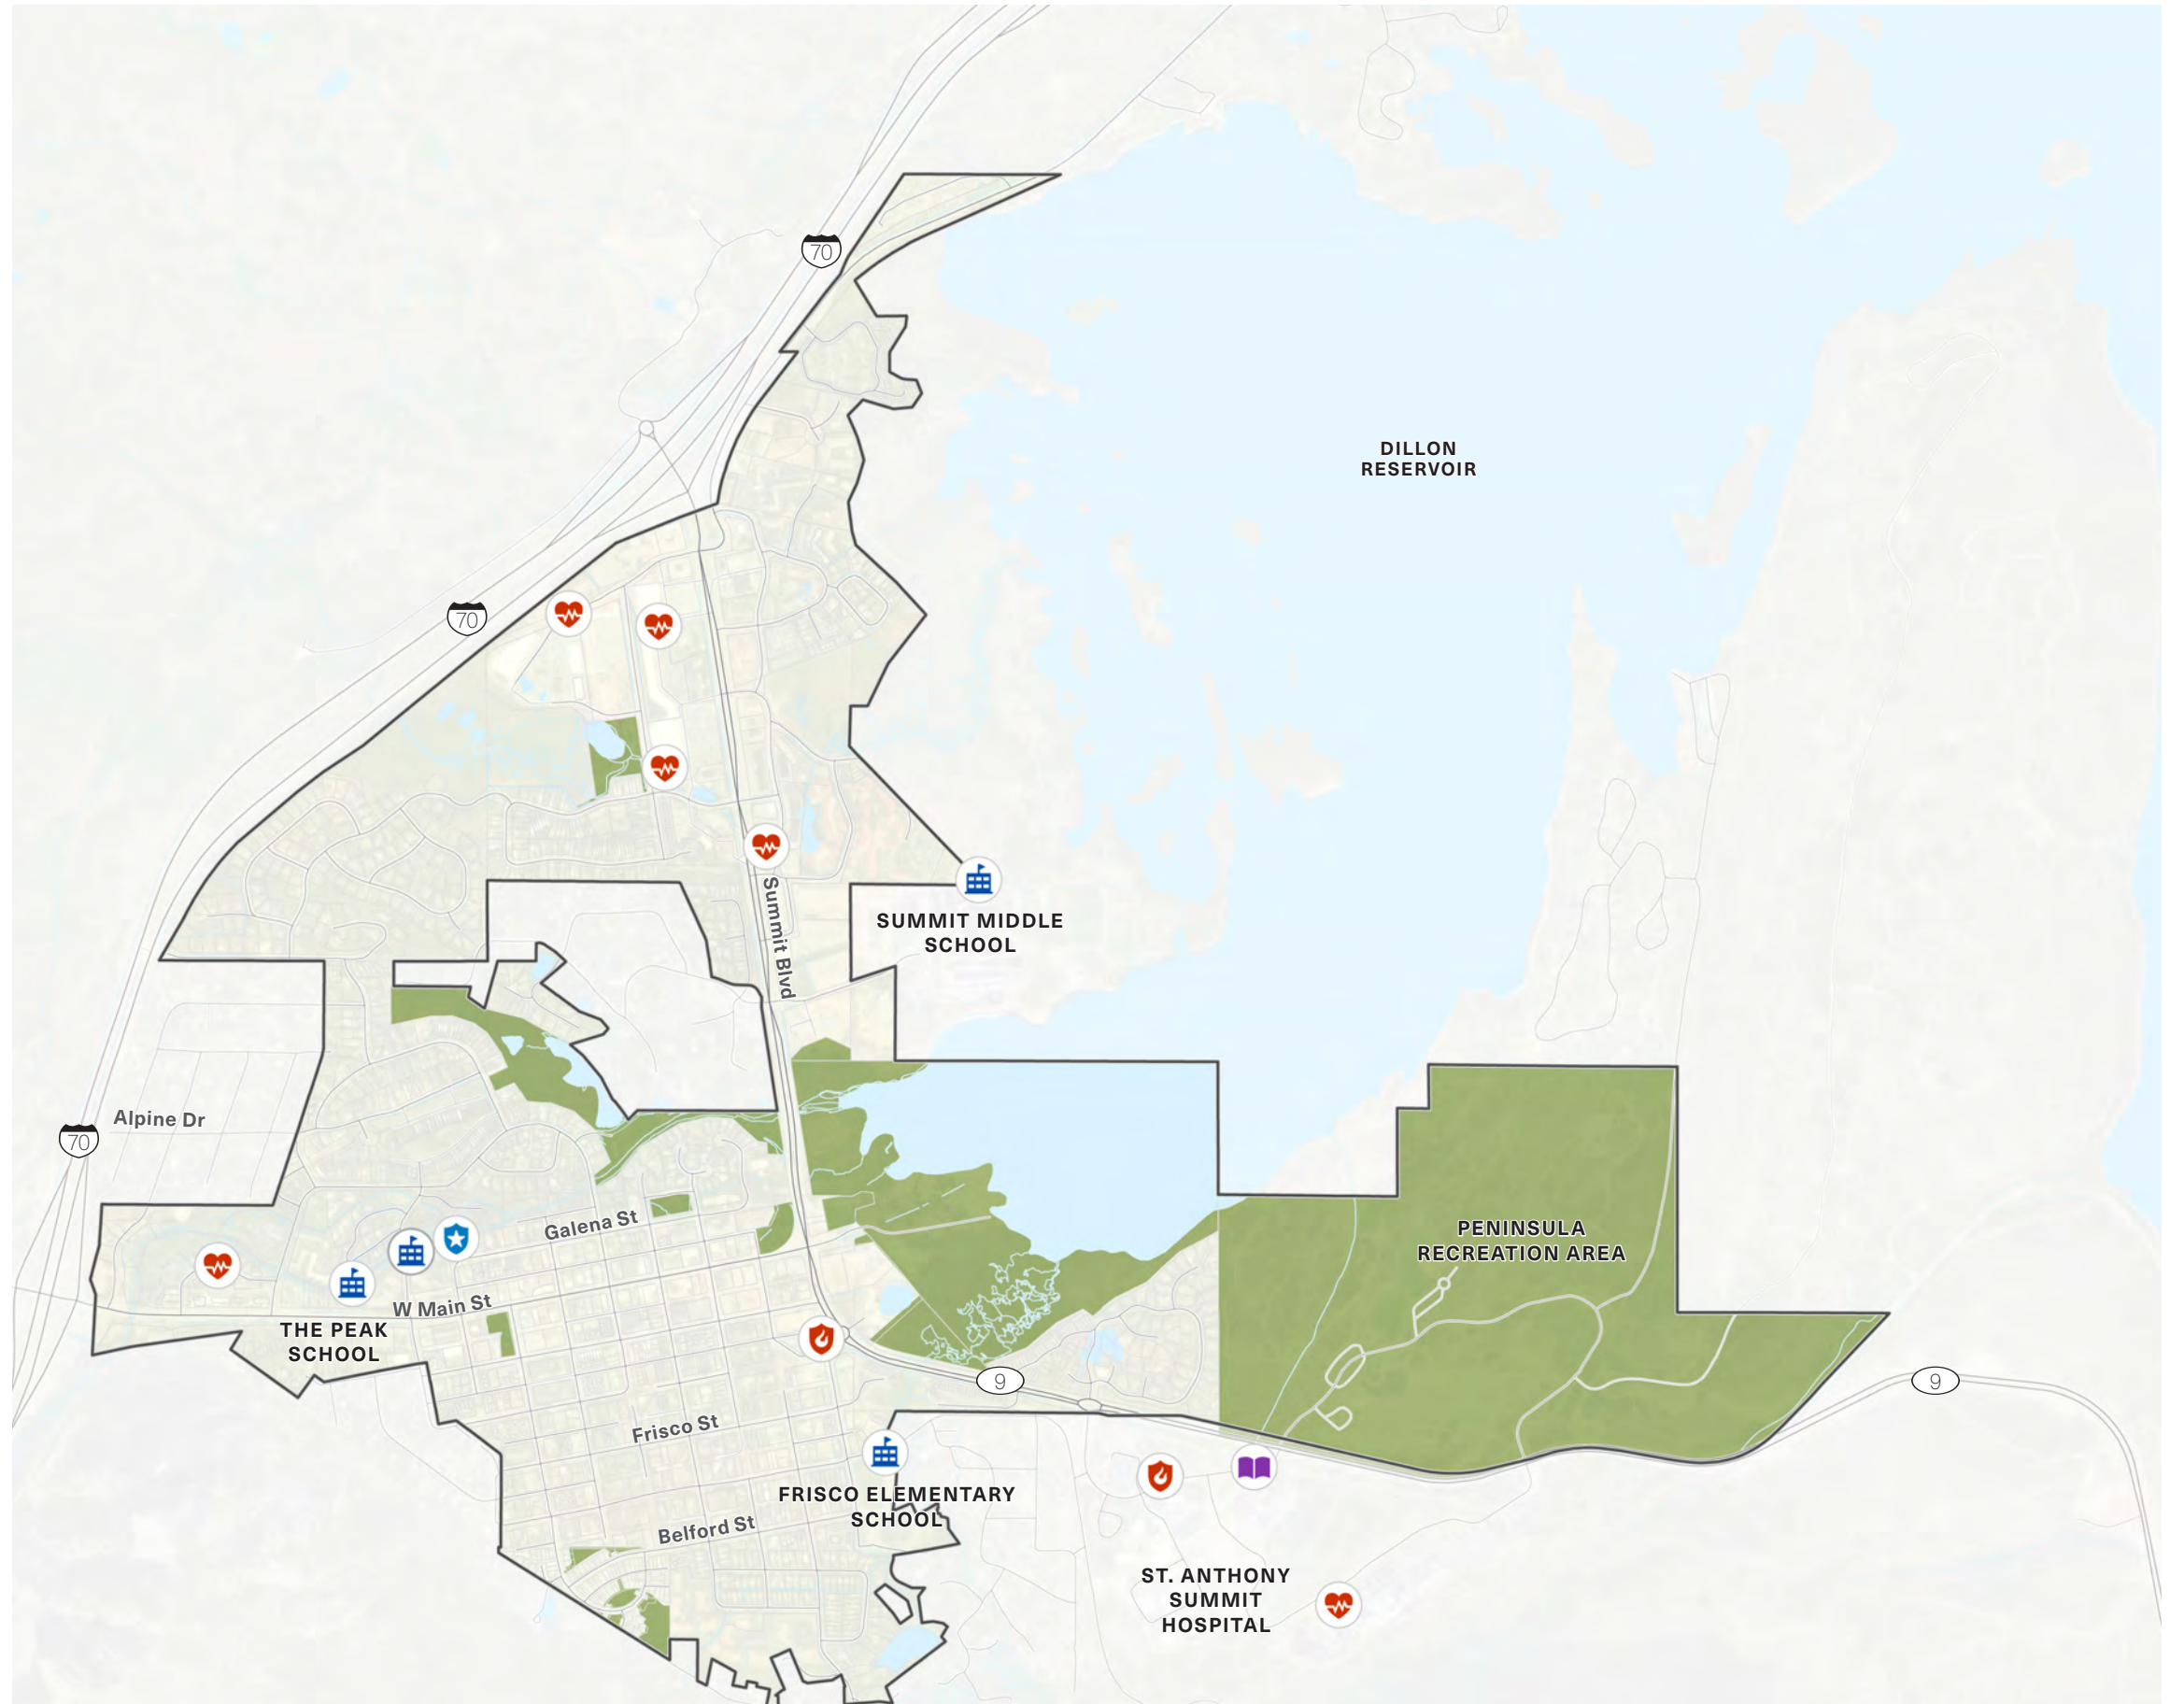 70
DILLON
RESERVOIR
70
Summit Blvd
SUMMIT MIDDLE
SCHOOL
Alpine Dr
70
Galena St
PENINSULA
RECREATION AREA
W Main St
THE PEAK
SCHOOL
9
9
Frisco St
FRISCO ELEMENTARY
SCHOOL
Belford St
ST. ANTHONY
SUMMIT
HOSPITAL